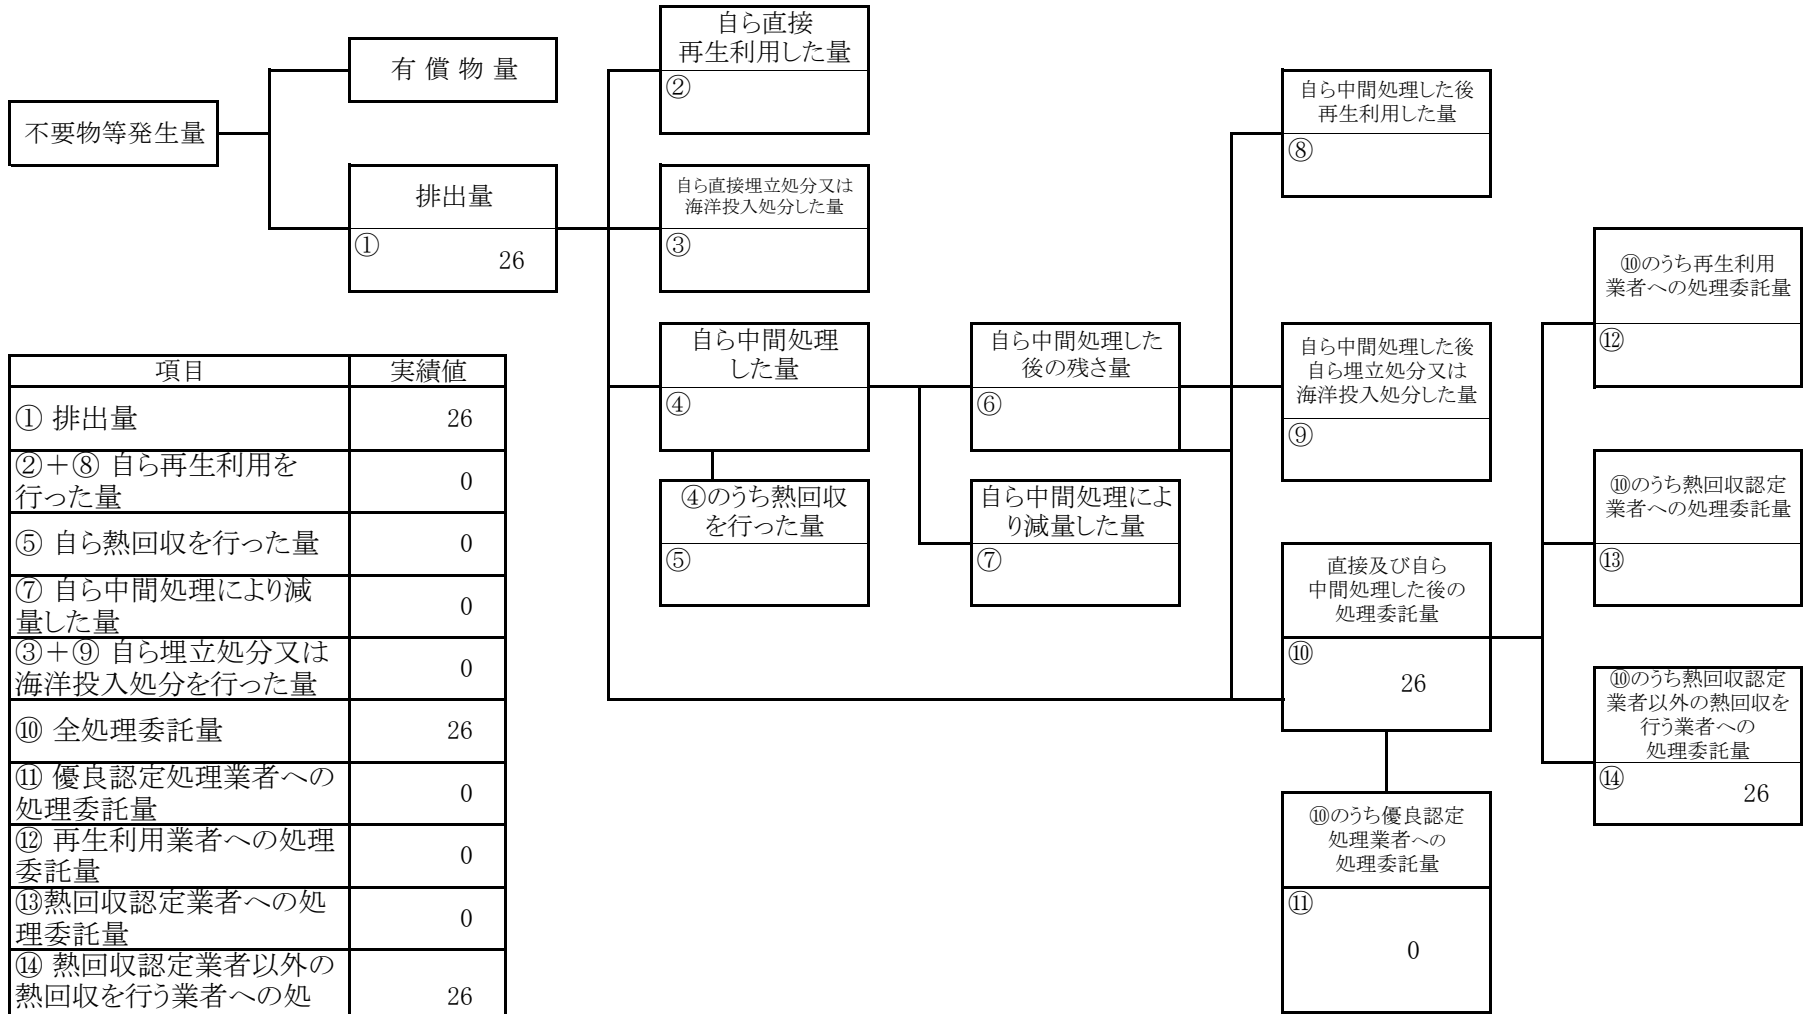 不要物等発生量
有 償 物 量
排出量
①
26
自ら直接
再生利用した量
②
自ら直接埋立処分又は
海洋投入処分した量
③
自ら中間処理
した量
④
④のうち熱回収
を行った量
⑤
自ら中間処理した
後の残さ量
⑥
自ら中間処理によ
り減量した量
⑦
自ら中間処理した後
再生利用した量
⑧
自ら中間処理した後
自ら埋立処分又は
海洋投入処分した量
⑨
直接及び自ら
中間処理した後の
処理委託量
⑩
26
⑩のうち優良認定
処理業者への
処理委託量
⑪
0
⑩のうち再生利用
業者への処理委託量
⑫
⑩のうち熱回収認定
業者への処理委託量
⑬
⑩のうち熱回収認定
業者以外の熱回収を
行う業者への
処理委託量
⑭
26
項目 実績値
① 排出量 26
②＋⑧ 自ら再生利用を
行った量 0
⑤ 自ら熱回収を行った量 0
⑦ 自ら中間処理により減
量した量 0
③＋⑨ 自ら埋立処分又は
海洋投入処分を行った量 0
⑩ 全処理委託量 26
⑪ 優良認定処理業者への
処理委託量 0
⑫ 再生利用業者への処理
委託量 0
⑬熱回収認定業者への処
理委託量 0
⑭ 熱回収認定業者以外の
熱回収を行う業者への処 26